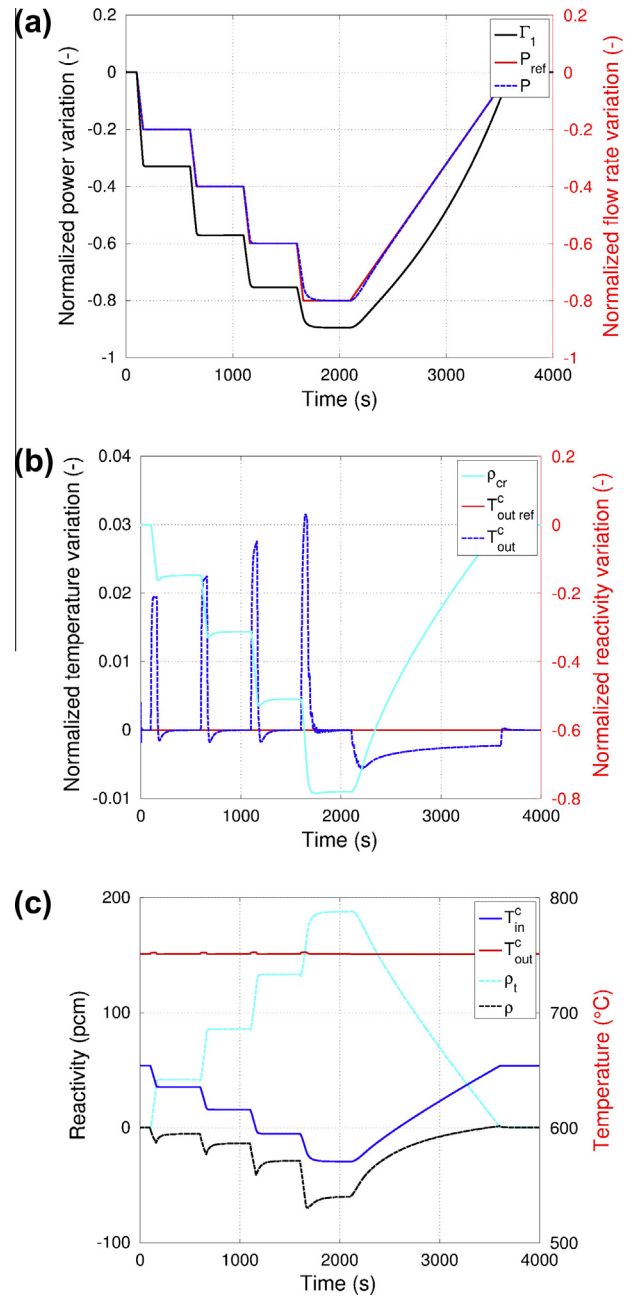 (a)
0.2
0
-0.2
-0.4
-0.6
-0.8
-1
Normalized power variation (-)
Γ1
Pref
P
0.2
0
-0.2
-0.4
-0.6
-0.8
-1
Normalized flow rate variation (-)
0 1000 2000 3000 4000
Time (s)
(b)
0.04
0.03
0.02
0.01
0
-0.01
Normalized temperature variation (-)
ρcr
Tcout ref
Tcout
0.2
0
-0.2
-0.4
-0.6
-0.8
Normalized reactivity variation (-)
0 1000 2000 3000 4000
Time (s)
(c)
200
100
0
-100
Reactivity (pcm)
Tcin
Tcout
ρt
ρ
800
700
600
500
Temperature (°C)
0 1000 2000 3000 4000
Time (s)